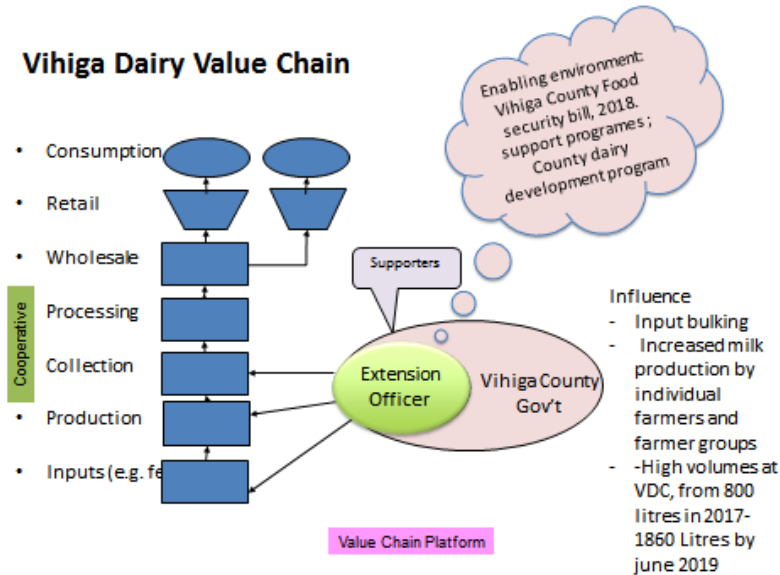 Vihiga Dairy Value Chain
Enabling environment:
Vihiga County Food
security bill, 2018.
support programes ;
County dairy
development program
• Consumption
• Retail
• Wholesale
• Processing
• Collection
• Production
• Inputs (e.g. fe
Cooperative
Supporters
Extension
Officer
Vihiga County
Gov't
Influence
- Input bulking
- Increased milk
production by
individual
farmers and
farmer groups
- -High volumes at
VDC, from 800
litres in 2017-
1860 Litres by
june 2019
Value Chain Platform